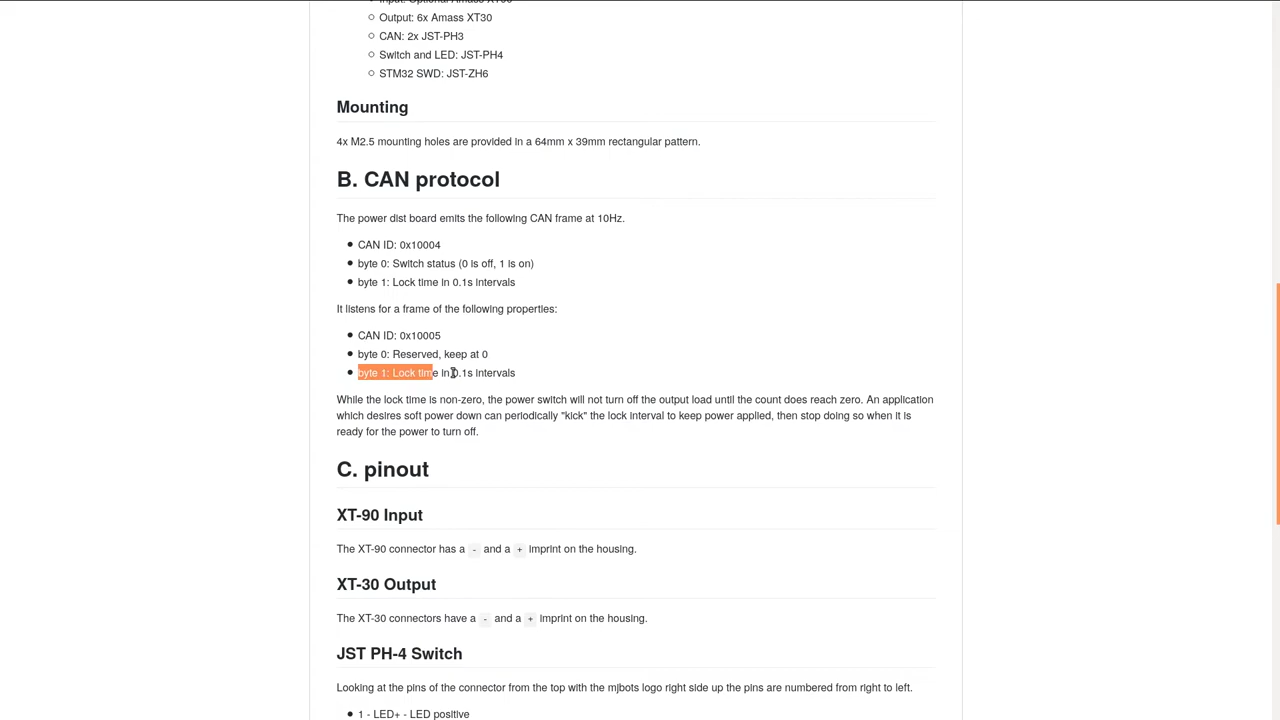 Input: Optional Amass XT60
Output: 6x Amass XT30
CAN: 2x JST-PH3
Switch and LED: JST-PH4
STM32 SWD: JST-ZH6
Mounting
4x M2.5 mounting holes are provided in a 64mm x 39mm rectangular pattern.
B. CAN protocol
The power dist board emits the following CAN frame at 10Hz.
CAN ID: 0x10004
byte 0: Switch status (0 is off, 1 is on)
byte 1: Lock time in 0.1s intervals
It listens for a frame of the following properties:
CAN ID: 0x10005
byte 0: Reserved, keep at 0
byte 1: Lock time in 0.1s intervals
While the lock time is non-zero, the power switch will not turn off the output load until the count does reach zero. An application
which desires soft power down can periodically "kick" the lock interval to keep power applied, then stop doing so when it is
ready for the power to turn off.
C. pinout
XT-90 Input
The XT-90 connector has a - and a + imprint on the housing.
XT-30 Output
The XT-30 connectors have a - and a + imprint on the housing.
JST PH-4 Switch
Looking at the pins of the connector from the top with the mjbots logo right side up the pins are numbered from right to left.
1 - LED+ - LED positive